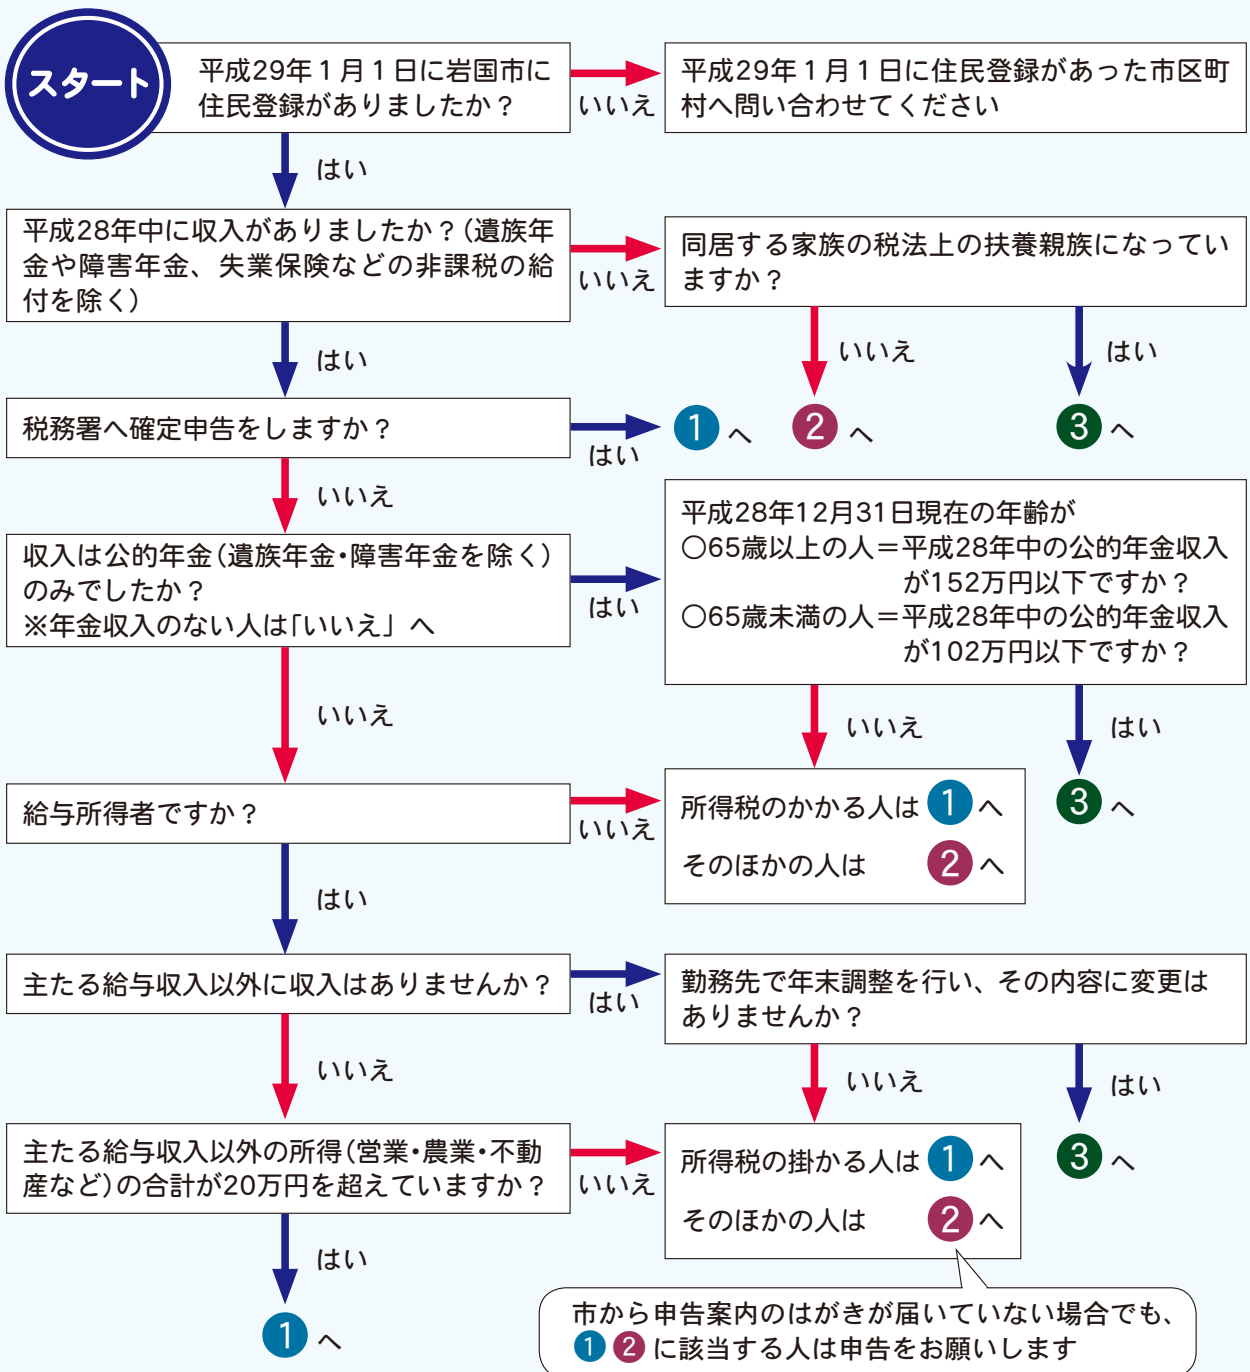 スタート
平成29年1月1日に岩国市に
住民登録がありましたか？
いいえ
平成29年1月1日に住民登録があった市区町
村へ問い合わせてください
はい
平成28年中に収入がありましたか？（遺族年
金や障害年金、失業保険などの非課税の給
付を除く）
いいえ
同居する家族の税法上の扶養親族になってい
ますか？
はい
いいえ
はい
税務署へ確定申告をしますか？
はい
1 へ
2 へ
3 へ
いいえ
収入は公的年金（遺族年金・障害年金を除く）
のみでしたか？
※年金収入のない人は「いいえ」へ
はい
平成28年12月31日現在の年齢が
○65歳以上の人＝平成28年中の公的年金収入
が152万円以下ですか？
○65歳未満の人＝平成28年中の公的年金収入
が102万円以下ですか？
いいえ
いいえ
はい
給与所得者ですか？
いいえ
所得税のかかる人は 1 へ
そのほかの人は 2 へ
3 へ
はい
主たる給与収入以外に収入はありませんか？
はい
勤務先で年末調整を行い、その内容に変更は
ありませんか？
いいえ
いいえ
はい
主たる給与収入以外の所得（営業・農業・不動
産など）の合計が20万円を超えていますか？
いいえ
所得税の掛かる人は 1 へ
そのほかの人は 2 へ
3 へ
はい
1 へ
市から申告案内のはがきが届いていない場合でも、
1 2 に該当する人は申告をお願いします